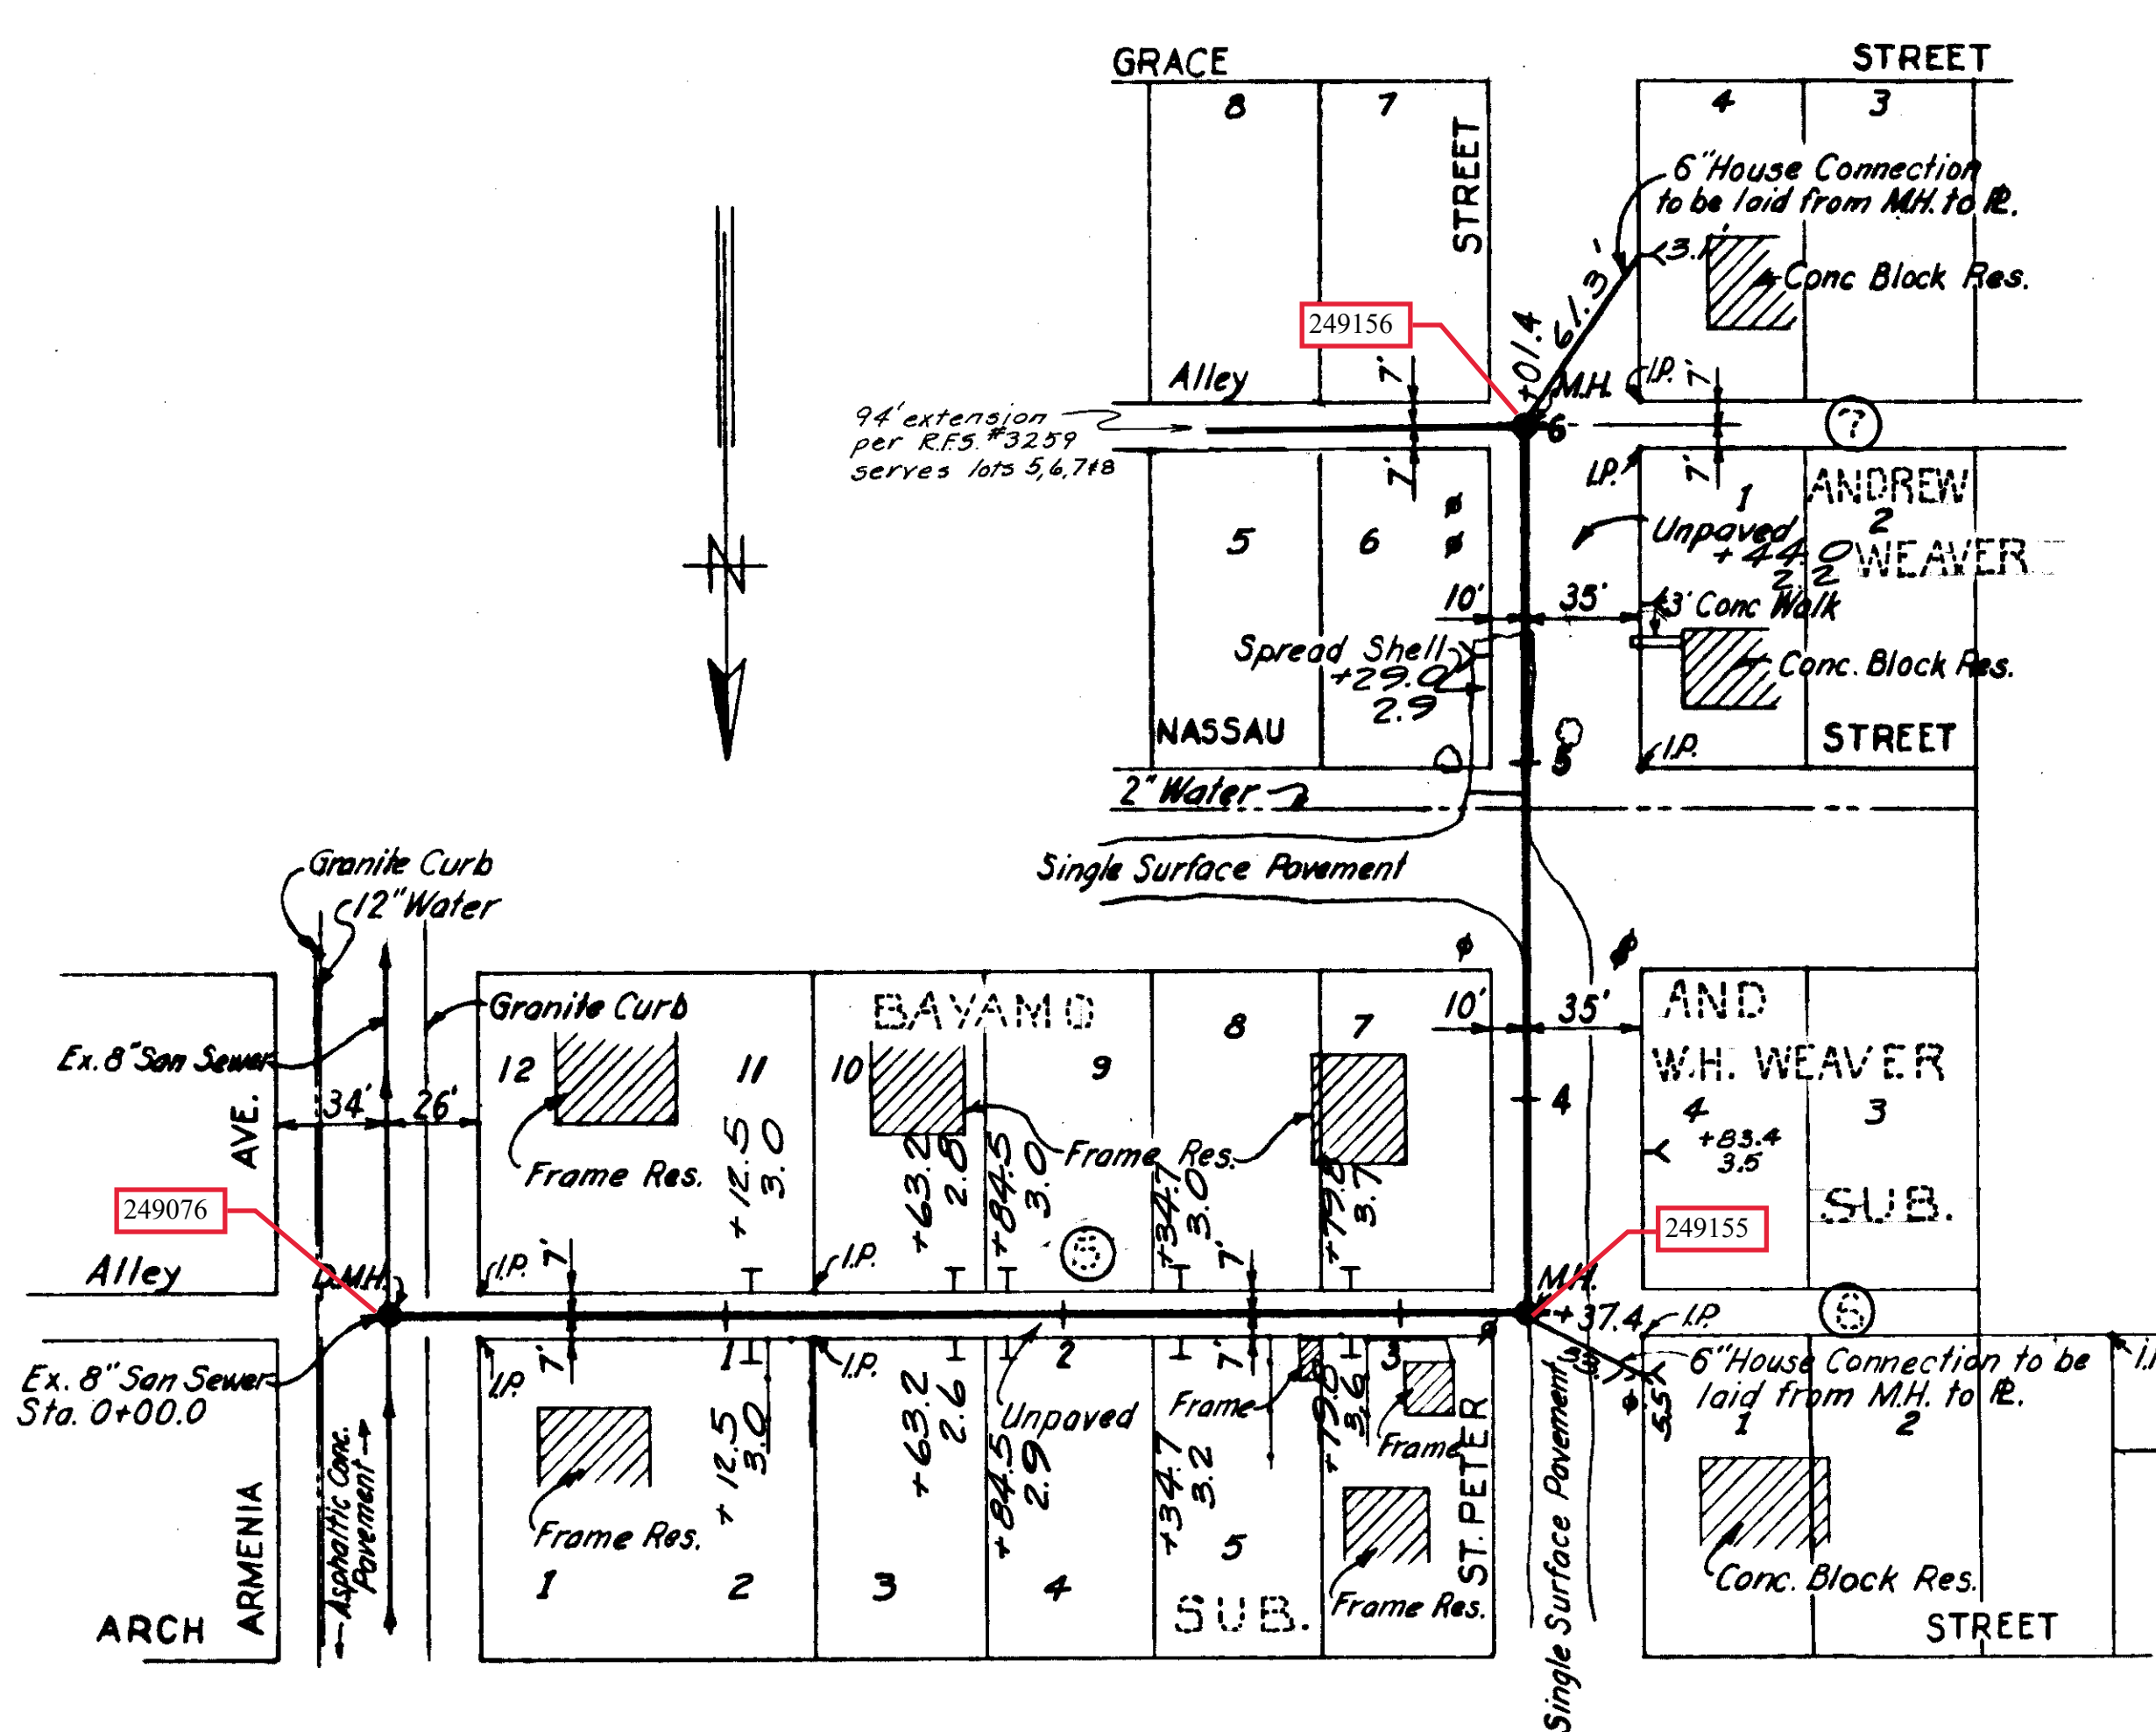 GRACE
STREET
8
7
4
3
STREET
6" House Connection
to be laid from M.H. to PL.
Conc Block Res.
249156
+01.4
61.3'
Alley
7'
M.H.
I.P.
7'
94' extension
per R.F.S. #3259
serves lots 5,6,7&8
6
7
7'
I.P.
7'
1
ANDREW
2
WEAVER
Unpaved
+44.0
2.2
5
6
10'
35'
3' Conc Walk
Spread Shell
+29.0
2.9
Conc. Block Res.
NASSAU
STREET
5
I.P.
2" Water
Single Surface Pavement
Granite Curb
12" Water
Granite Curb
BAYAMO
10'
35'
AND
W.H. WEAVER
SUB.
Ex. 8" San Sewer
34'
26'
AVE.
12
11
10
9
8
7
4
4
3
+83.4
3.5
Frame Res.
Frame Res.
+12.5
3.0
+63.2
2.8
+84.5
3.0
+34.7
3.0
+79.8
3.7
249076
249155
Alley
D.M.H.
I.P.
7'
I.P.
5
7'
M.H.
+37.4
I.P.
5
Ex. 8" San Sewer
Sta. 0+00.0
I.P.
7'
1
I.P.
2
7'
3
6" House Connection to be
laid from M.H. to PL.
5.5
1
2
+12.5
3.0
+63.2
2.6
+84.5
2.9
Unpaved
+34.7
3.2
Frame
+79.8
3.6
Frame
Frame Res.
Frame Res.
1
2
3
4
5
SUB.
ST. PETER
Single Surface Pavement
Conc. Block Res.
ARCH
ARMENIA
Asphaltic Conc.
Pavement
STREET